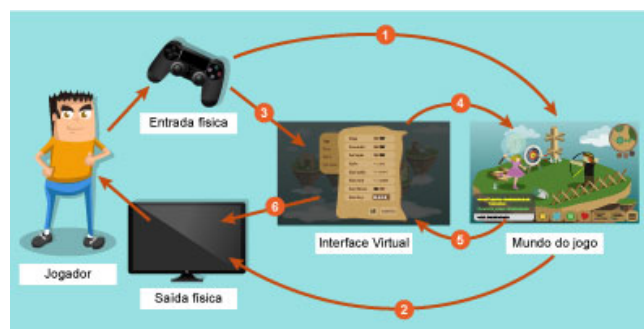 1
Entrada física
3
4
6
5
Interface Virtual
Mundo do jogo
Jogador
Saída física
2